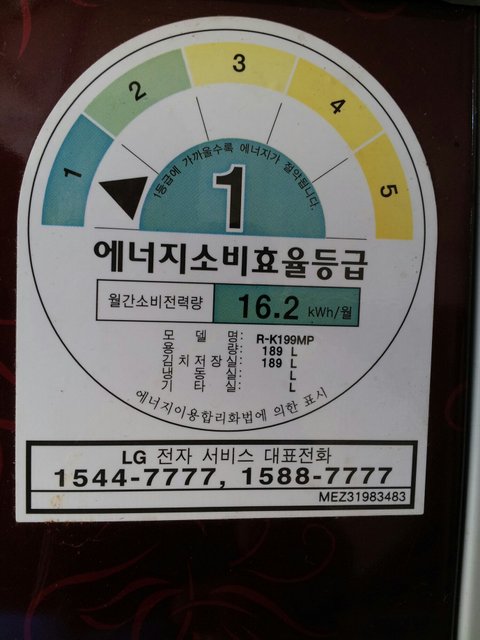 1
2
3
4
5
1등급에 가까울수록 에너지가 절약됩니다.
1
에너지소비효율등급
월간소비전력량 16.2 kWh/월
모델명: R-K199MP
용량: 189 L
김치저장실: 189 L
냉동실: L
기타실: L
에너지이용합리화법에 의한 표시
LG 전자 서비스 대표전화
1544-7777, 1588-7777
MEZ31983483